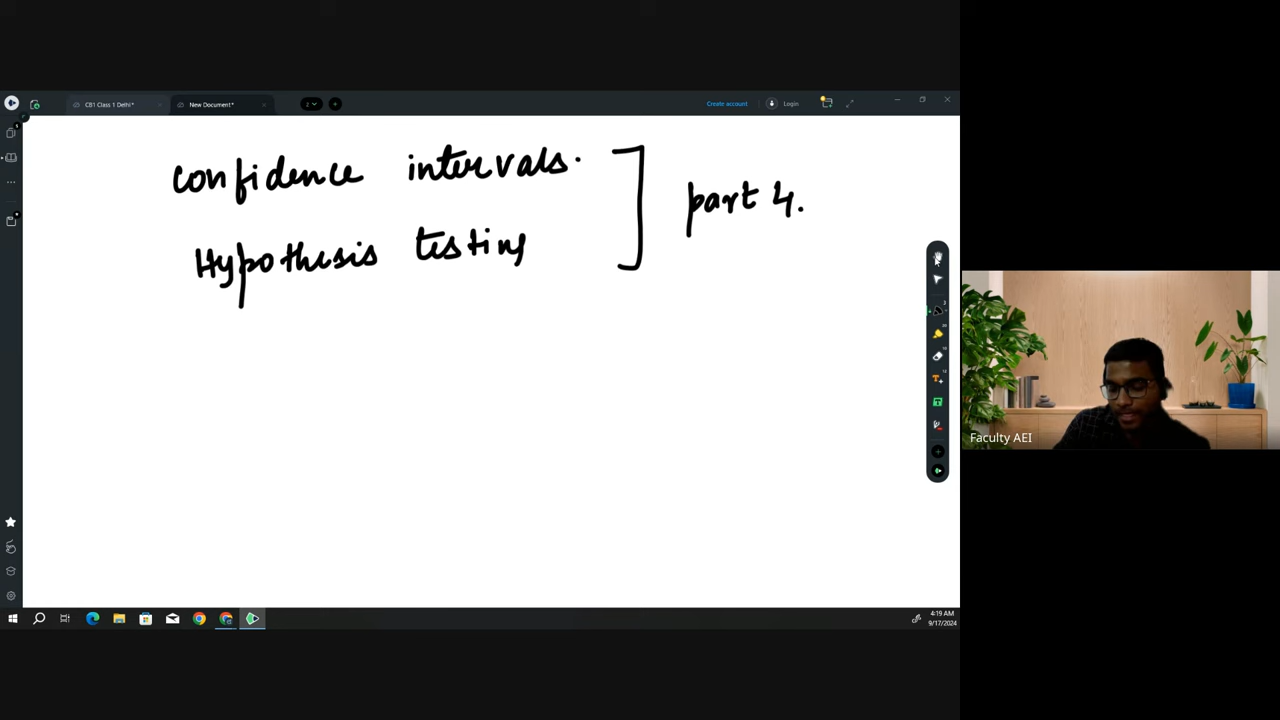 CB1 Class 1 Delhi*
New Document*
2
Create account
Login
confidence intervals.
Hypothesis testing
part 4.
Faculty AEI
4:19 AM
9/17/2024